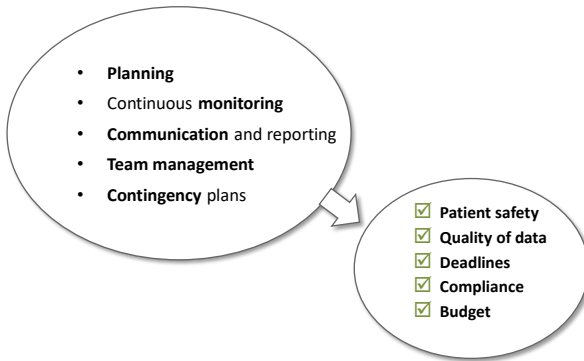 • Planning
• Continuous monitoring
• Communication and reporting
• Team management
• Contingency plans
☑ Patient safety
☑ Quality of data
☑ Deadlines
☑ Compliance
☑ Budget